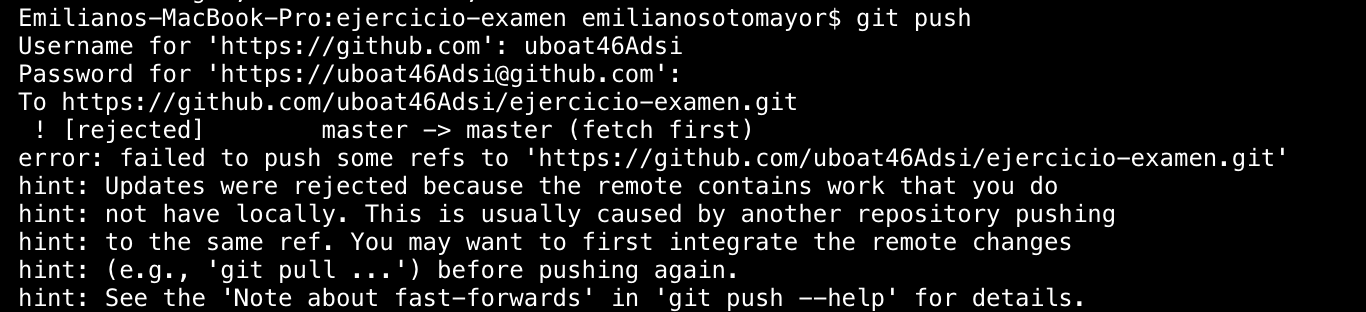 Emilianos-MacBook-Pro:ejercicio-examen emilianosotomayor$ git push
Username for 'https://github.com': uboat46Adsi
Password for 'https://uboat46Adsi@github.com':
To https://github.com/uboat46Adsi/ejercicio-examen.git
 ! [rejected]        master -> master (fetch first)
error: failed to push some refs to 'https://github.com/uboat46Adsi/ejercicio-examen.git'
hint: Updates were rejected because the remote contains work that you do
hint: not have locally. This is usually caused by another repository pushing
hint: to the same ref. You may want to first integrate the remote changes
hint: (e.g., 'git pull ...') before pushing again.
hint: See the 'Note about fast-forwards' in 'git push --help' for details.